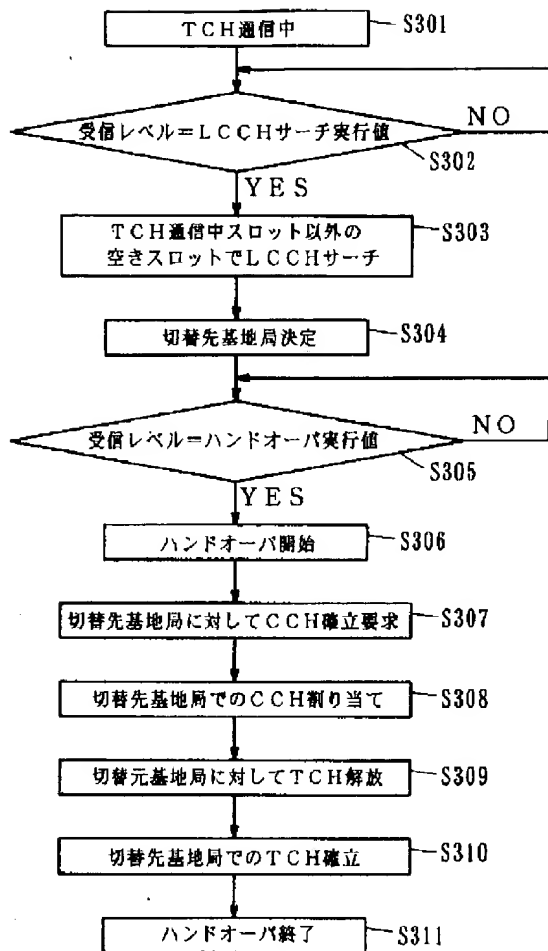 TCH通信中
S301
受信レベル＝LCCHサーチ実行値
NO
S302
YES
TCH通信中スロット以外の
空きスロットでLCCHサーチ
S303
切替先基地局決定
S304
受信レベル＝ハンドオーバ実行値
NO
S305
YES
ハンドオーバ開始
S306
切替先基地局に対してCCH確立要求
S307
切替先基地局でのCCH割り当て
S308
切替元基地局に対してTCH解放
S309
切替先基地局でのTCH確立
S310
ハンドオーバ終了
S311